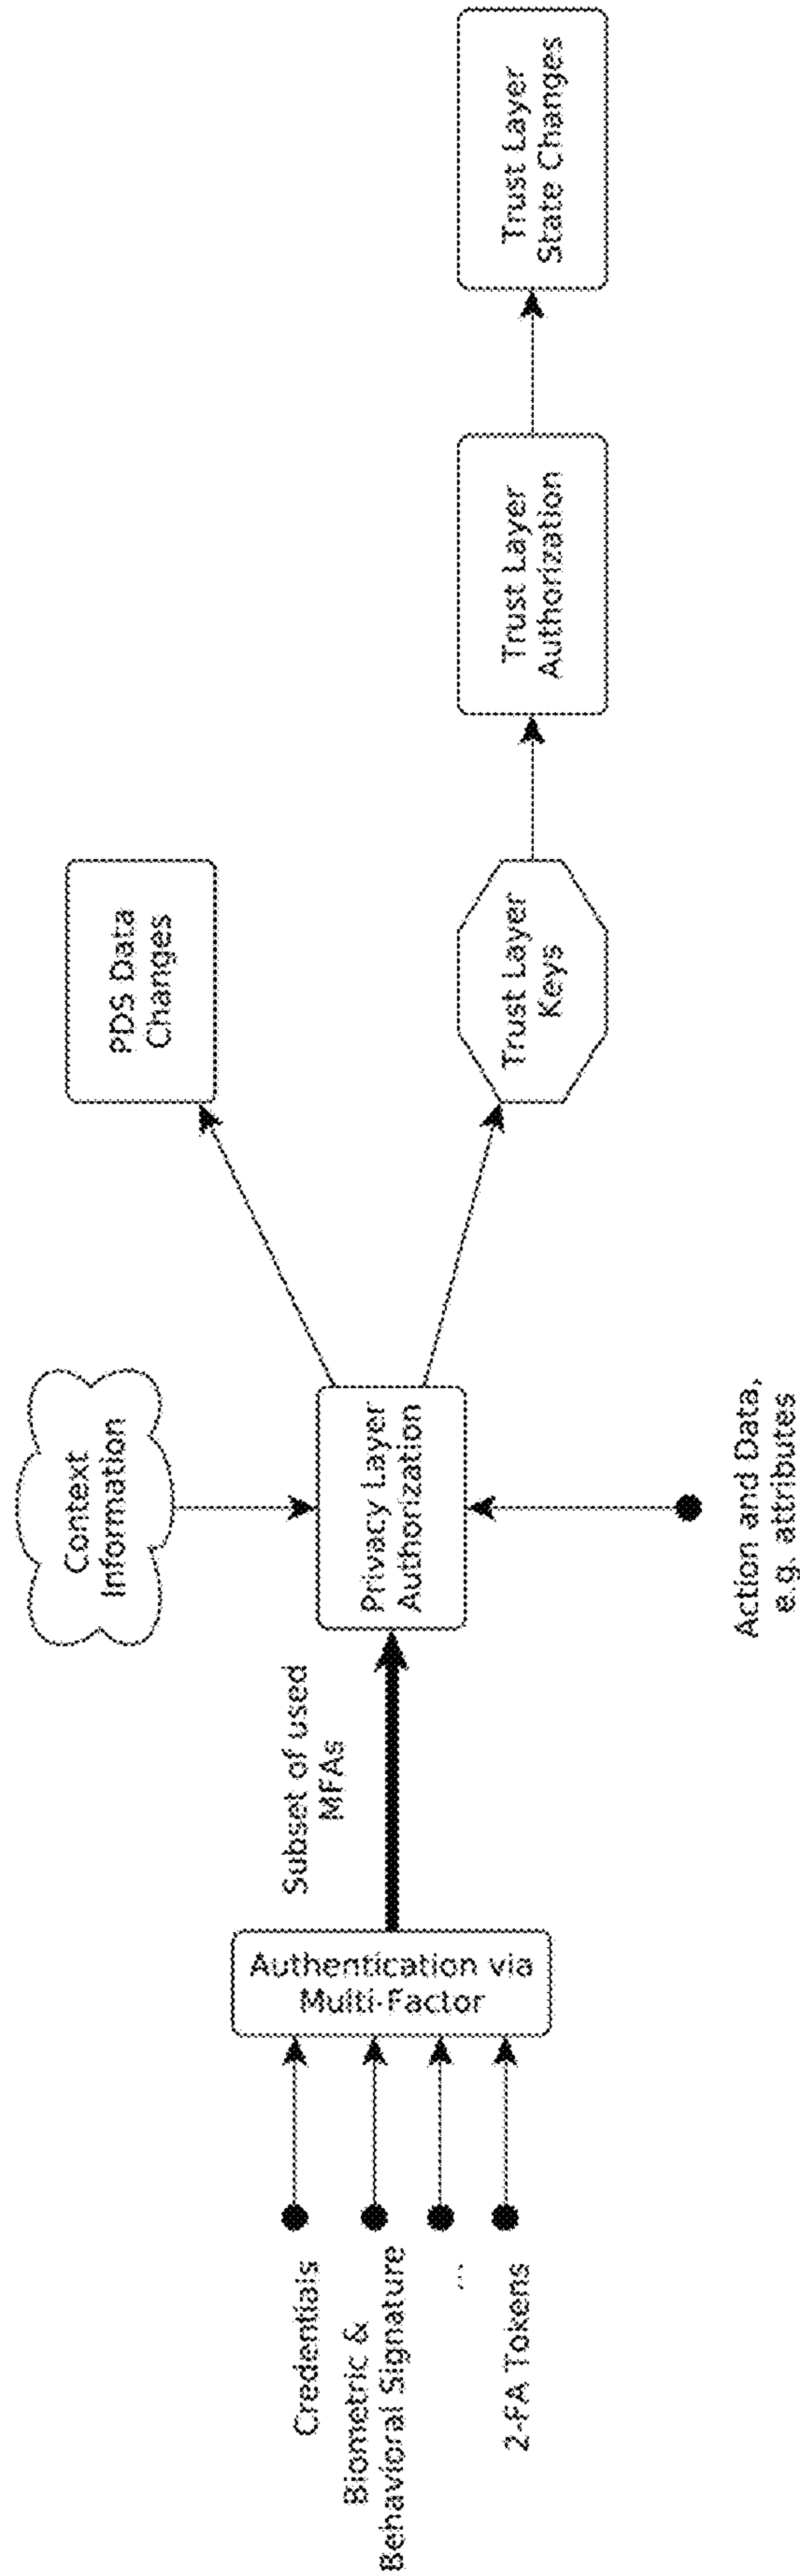 Credentials
Biometric &
Behavioral Signature
...
2-FA Tokens
Authentication via
Multi-Factor
Subset of used
MFAs
Context
Information
Privacy Layer
Authorization
Action and Data,
e.g. attributes
PDS Data
Changes
Trust Layer
Keys
Trust Layer
Authorization
Trust Layer
State Changes